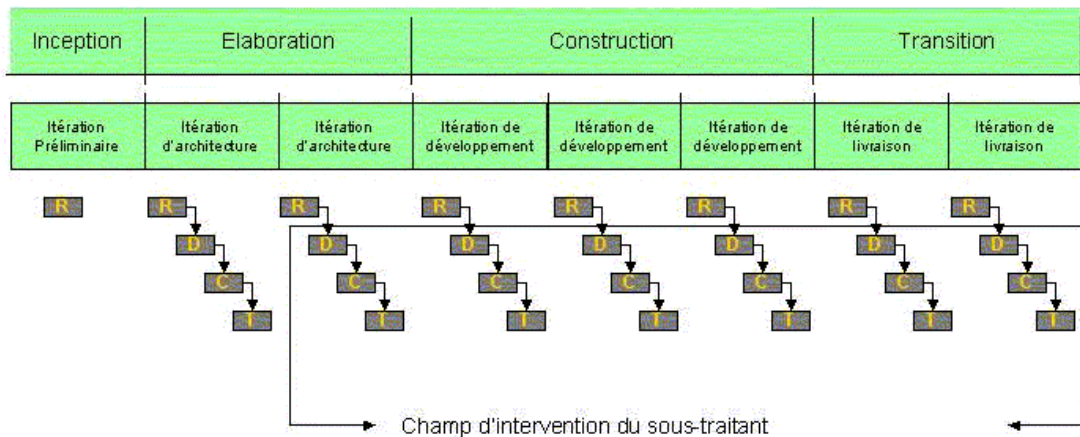 Inception Elaboration Construction Transition
Itération Itération Itération Itération de Itération de Itération de Itération de Itération de
Préliminaire d'architecture d'architecture développement développement développement livraison livraison
R R R R R R R R
D D D D D D D
C C C C C C C
T T T T T T T
Champ d'intervention du sous-traitant